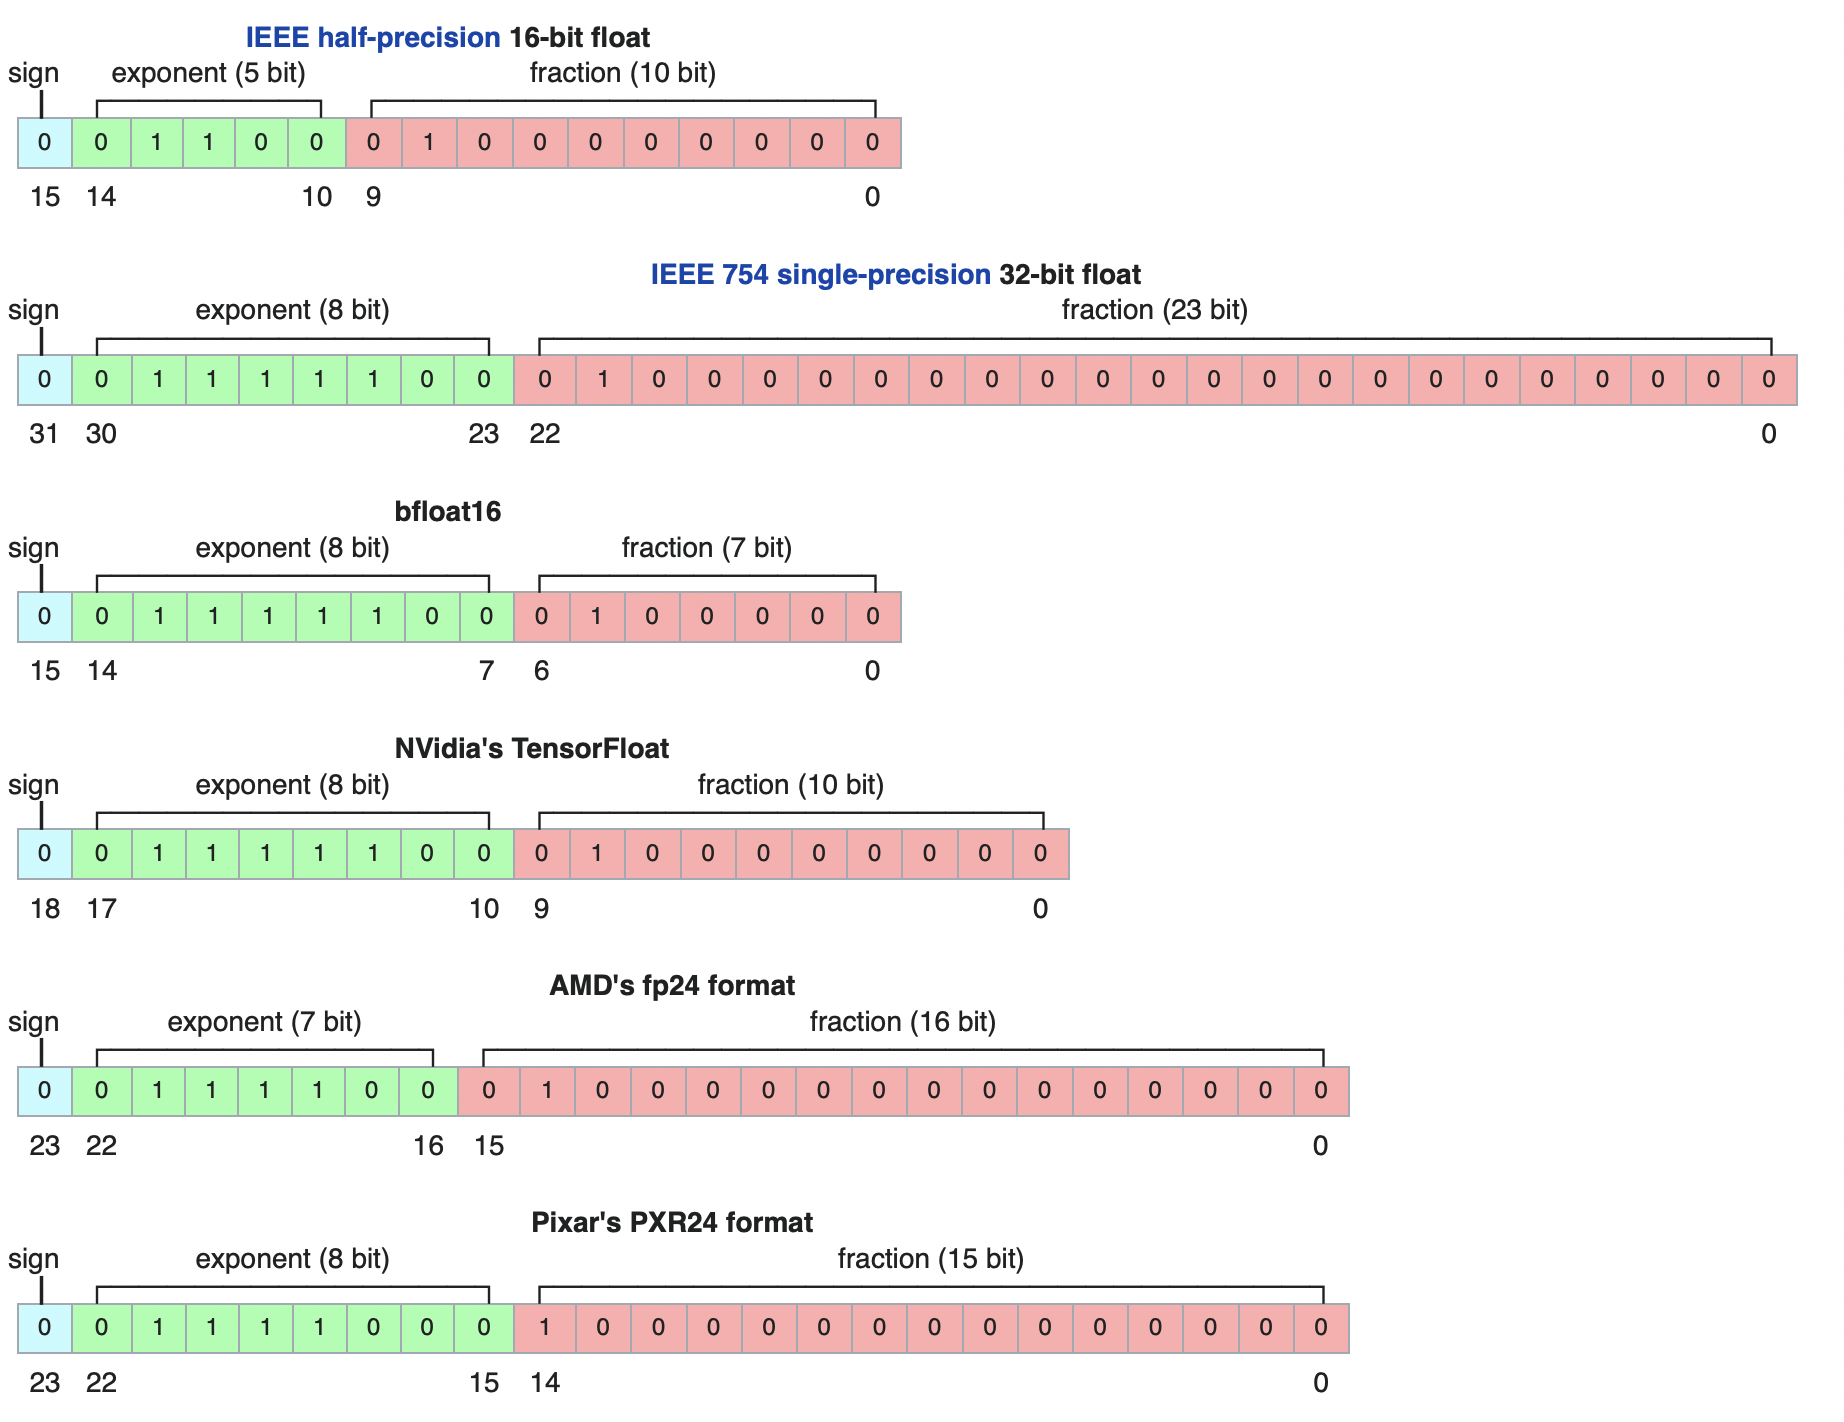 IEEE half-precision 16-bit float
sign exponent (5 bit) fraction (10 bit)
0 0 1 1 0 0 0 1 0 0 0 0 0 0 0 0
15 14 10 9 0
IEEE 754 single-precision 32-bit float
sign exponent (8 bit) fraction (23 bit)
0 0 1 1 1 1 1 0 0 0 1 0 0 0 0 0 0 0 0 0 0 0 0 0 0 0 0 0 0 0 0 0
31 30 23 22 0
bfloat16
sign exponent (8 bit) fraction (7 bit)
0 0 1 1 1 1 1 0 0 0 1 0 0 0 0 0
15 14 7 6 0
NVidia's TensorFloat
sign exponent (8 bit) fraction (10 bit)
0 0 1 1 1 1 1 0 0 0 1 0 0 0 0 0 0 0 0
18 17 10 9 0
AMD's fp24 format
sign exponent (7 bit) fraction (16 bit)
0 0 1 1 1 1 0 0 0 1 0 0 0 0 0 0 0 0 0 0 0 0 0 0
23 22 16 15 0
Pixar's PXR24 format
sign exponent (8 bit) fraction (15 bit)
0 0 1 1 1 1 0 0 0 1 0 0 0 0 0 0 0 0 0 0 0 0 0 0
23 22 15 14 0